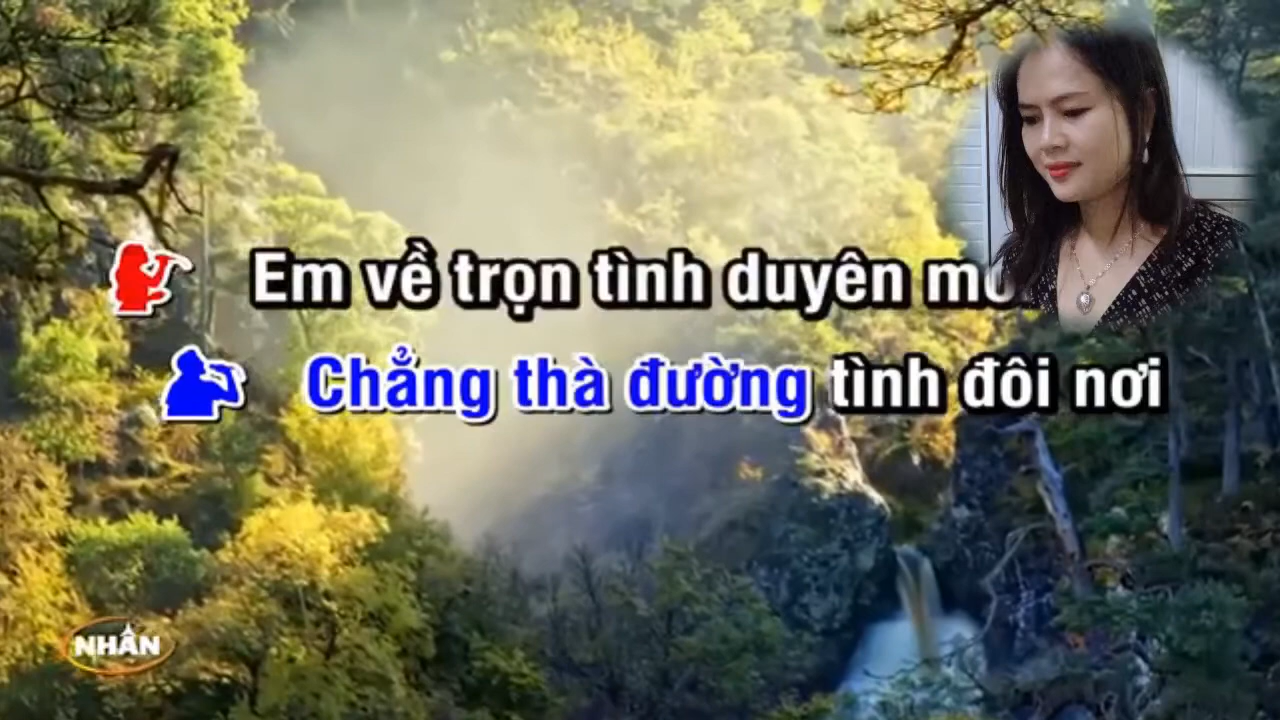 Em về trọn tình duyên
Chẳng thà đường tình đôi nơi
NHÂN